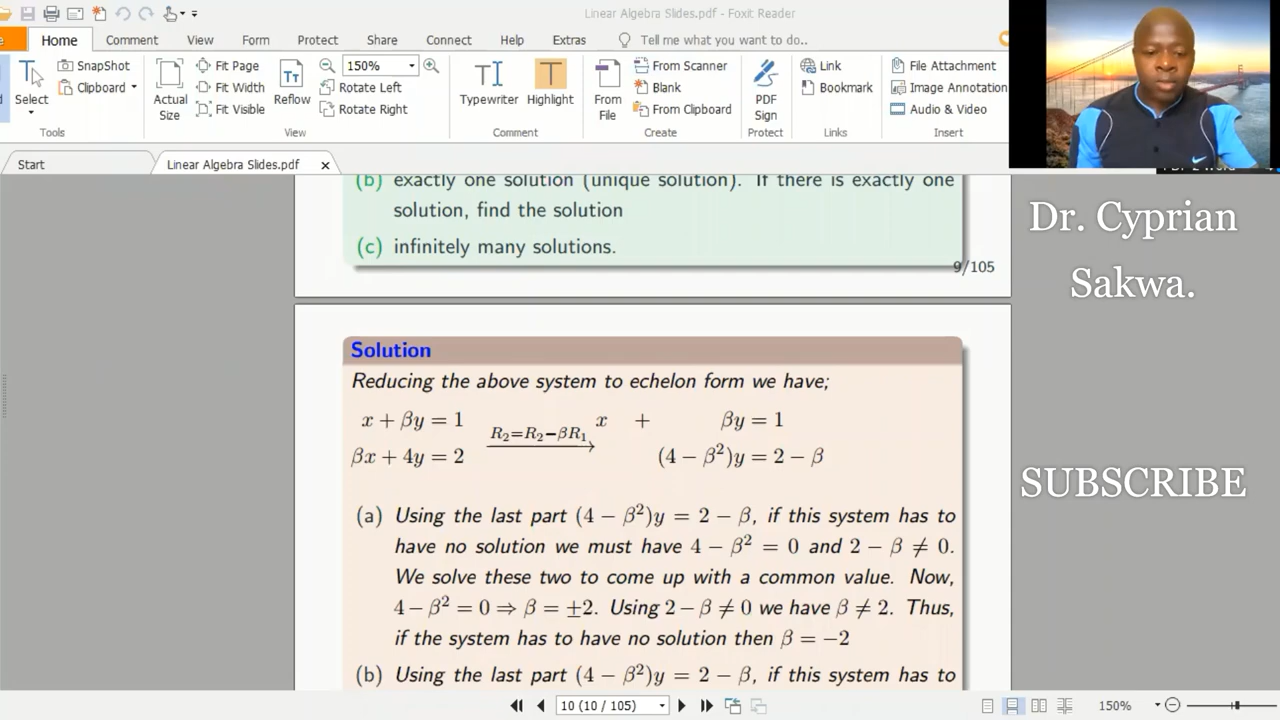 Linear Algebra Slides.pdf - Foxit Reader
Home Comment View Form Protect Share Connect Help Extras Tell me what you want to do..
Select
SnapShot
Clipboard
Tools
Actual Size
Fit Page
Fit Width
Fit Visible
Reflow
150%
Rotate Left
Rotate Right
View
Typewriter
Highlight
Comment
From File
From Scanner
Blank
From Clipboard
Create
PDF Sign
Protect
Link
Bookmark
Links
File Attachment
Image Annotation
Audio & Video
Insert
Start
Linear Algebra Slides.pdf
(b) exactly one solution (unique solution). If there is exactly one
solution, find the solution
(c) infinitely many solutions.
9/105
Solution
Reducing the above system to echelon form we have;
x + βy = 1 R₂=R₂−βR₁ x + βy = 1
βx + 4y = 2 (4 − β²)y = 2 − β
(a) Using the last part (4 − β²)y = 2 − β, if this system has to
have no solution we must have 4 − β² = 0 and 2 − β ≠ 0.
We solve these two to come up with a common value. Now,
4 − β² = 0 ⇒ β = ±2. Using 2 − β ≠ 0 we have β ≠ 2. Thus,
if the system has to have no solution then β = −2
(b) Using the last part (4 − β²)y = 2 − β, if this system has to
10 (10 / 105)
150%
Dr. Cyprian
Sakwa.
SUBSCRIBE